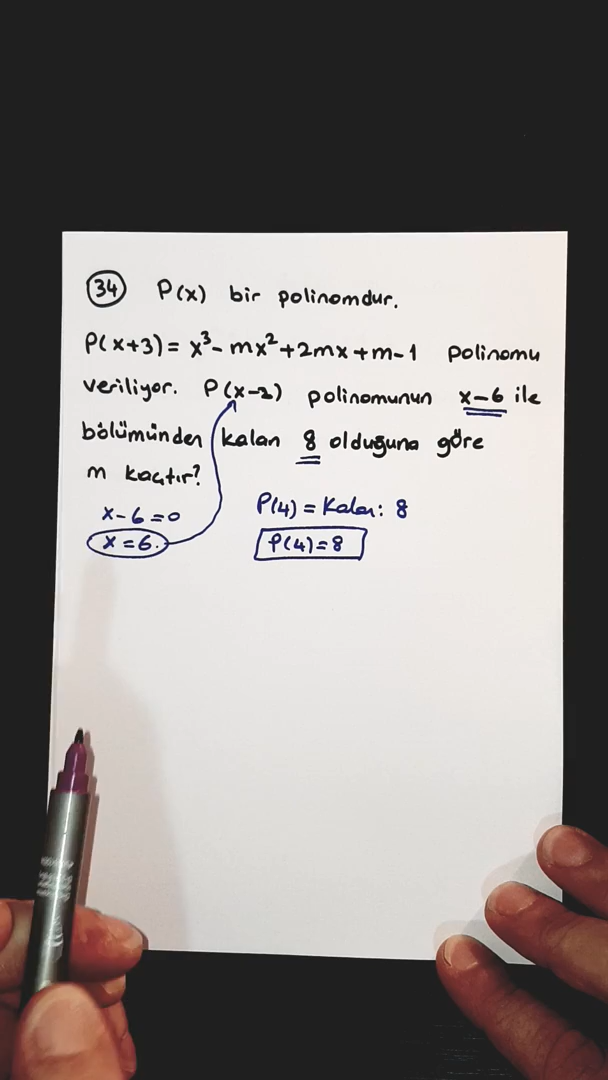 34 P(x) bir polinomdur.
P(x+3) = x³ - mx² + 2mx + m - 1 polinomu
veriliyor. P(x-2) polinomunun x-6 ile
bölümünden kalan 8 olduğuna göre
m kaçtır?
x-6=0 P(4) = Kalan: 8
x=6. P(4)=8